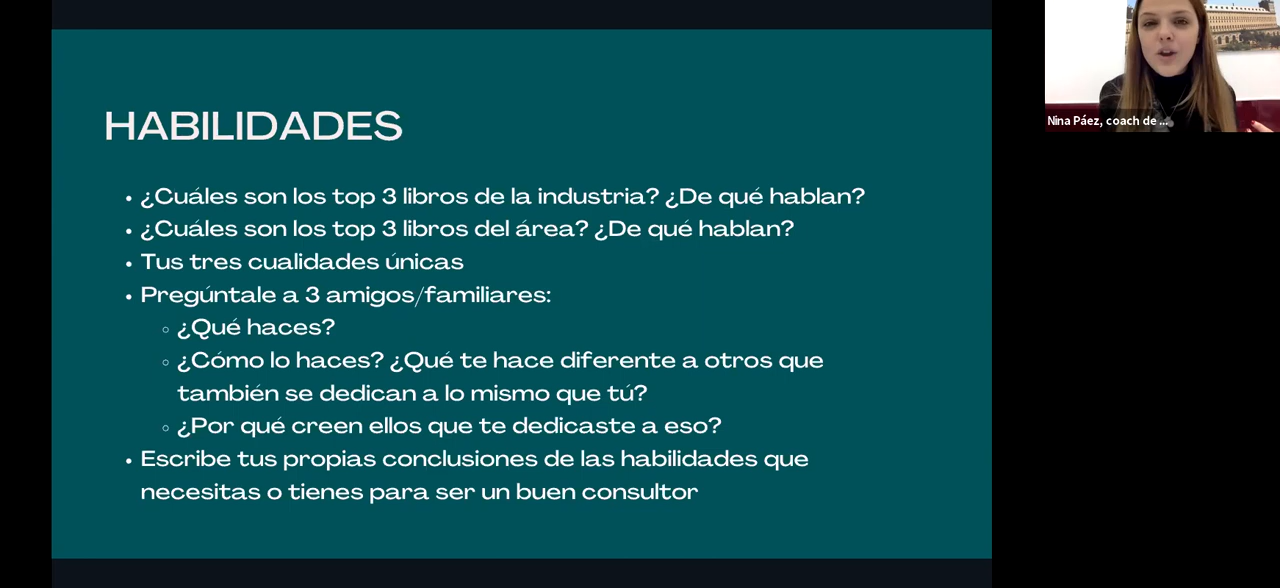 HABILIDADES
• ¿Cuáles son los top 3 libros de la industria? ¿De qué hablan?
• ¿Cuáles son los top 3 libros del área? ¿De qué hablan?
• Tus tres cualidades únicas
• Pregúntale a 3 amigos/familiares:
◦ ¿Qué haces?
◦ ¿Cómo lo haces? ¿Qué te hace diferente a otros que
también se dedican a lo mismo que tú?
◦ ¿Por qué creen ellos que te dedicaste a eso?
• Escribe tus propias conclusiones de las habilidades que
necesitas o tienes para ser un buen consultor
Nina Páez, coach de ...